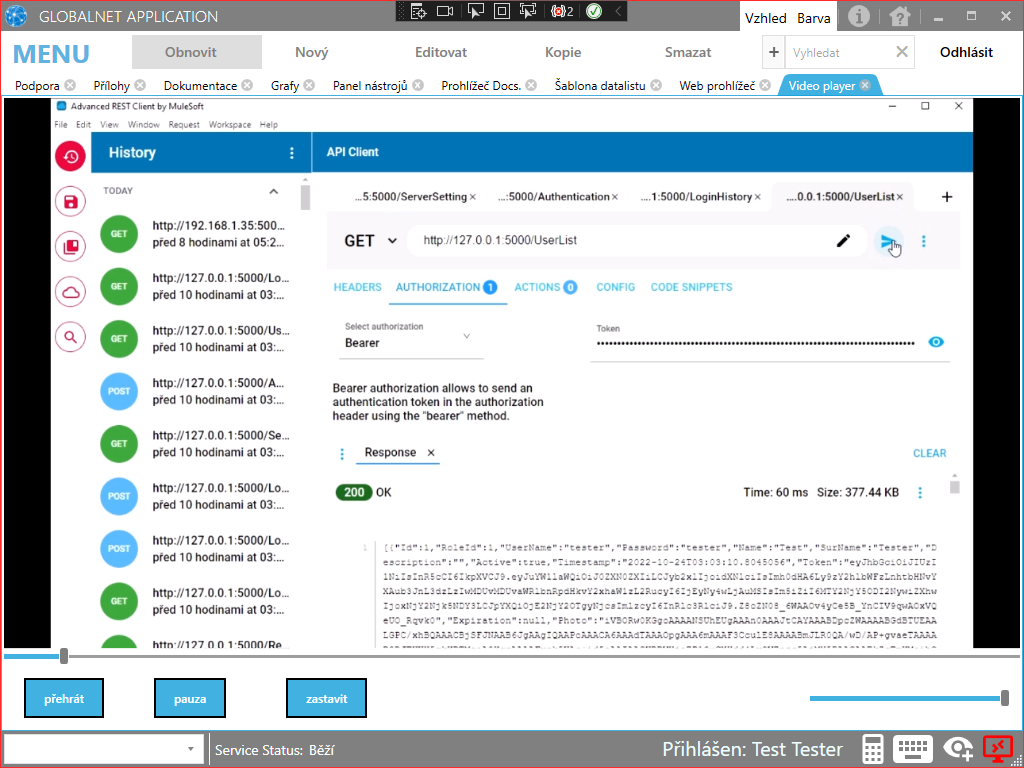 GLOBALNET APPLICATION
2
Vzhled Barva
MENU
Obnovit
Nový
Editovat
Kopie
Smazat
+
Vyhledat
Odhlásit
Podpora
Přílohy
Dokumentace
Grafy
Panel nástrojů
Prohlížeč Docs.
Šablona datalistu
Web prohlížeč
Video player
Advanced REST Client by MuleSoft
File Edit View Window Request Workspace Help
History
API Client
TODAY
GET
http://192.168.1.35:500...
před 8 hodinami at 05:2...
GET
http://127.0.0.1:5000/Lo...
před 10 hodinami at 03:...
GET
http://127.0.0.1:5000/Us...
před 10 hodinami at 03:...
POST
http://127.0.0.1:5000/A...
před 10 hodinami at 03:...
GET
http://127.0.0.1:5000/Se...
před 10 hodinami at 03:...
POST
http://127.0.0.1:5000/Lo...
před 10 hodinami at 03:...
POST
http://127.0.0.1:5000/Lo...
před 10 hodinami at 03:...
GET
http://127.0.0.1:5000/Lo...
před 10 hodinami at 03:...
http://127.0.0.1:5000/Re...
...5:5000/ServerSetting
...:5000/Authentication
....1:5000/LoginHistory
....0.0.1:5000/UserList
GET
http://127.0.0.1:5000/UserList
HEADERS
AUTHORIZATION 1
ACTIONS 0
CONFIG
CODE SNIPPETS
Select authorization
Bearer
Token
Bearer authorization allows to send an
authentication token in the authorization
header using the "bearer" method.
Response
CLEAR
200 OK
Time: 60 ms Size: 377.44 KB
1
[{"Id":1,"RoleId":1,"UserName":"tester","Password":"tester","Name":"Test","SurName":"Tester","D
escription":"","Active":true,"Timestamp":"2022-10-24T03:03:10.8045056","Token":
"Expiration":null,"Photo":
přehrát
pauza
zastavit
Service Status: Běží
Přihlášen: Test Tester